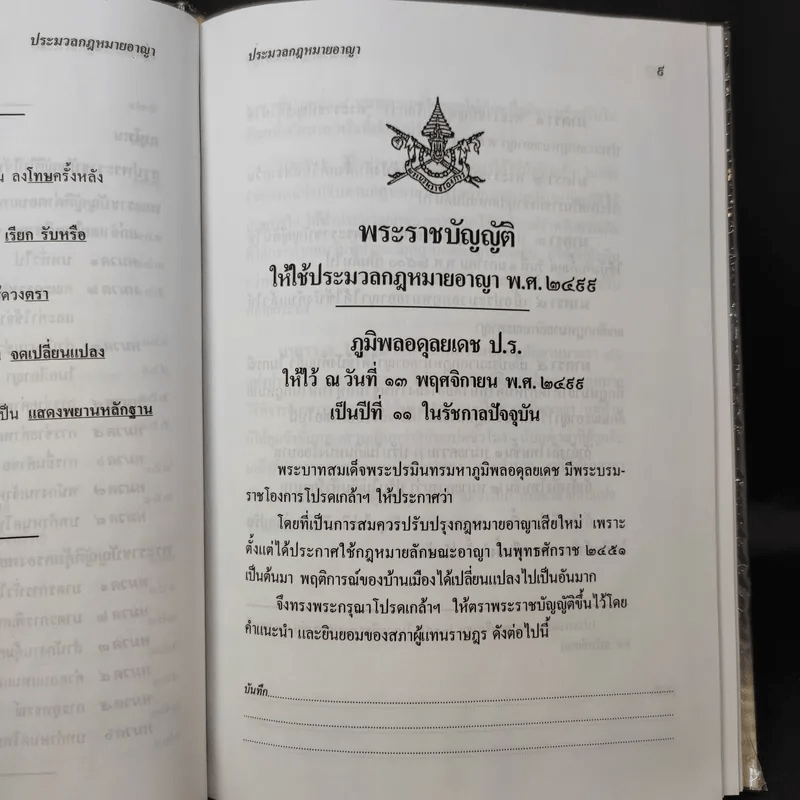 ประมวลกฎหมายอาญา
น ลงโทษครั้งหลัง
เรียก รับหรือ
ดวงตรา
จดเปลี่ยนแปลง
เป็น แสดงพยานหลักฐาน
ประมวลกฎหมายอาญา
๙
พระราชบัญญัติ
ให้ใช้ประมวลกฎหมายอาญา พ.ศ.๒๔๙๙
ภูมิพลอดุลยเดช ป.ร.
ให้ไว้ ณ วันที่ ๑๓ พฤศจิกายน พ.ศ.๒๔๙๙
เป็นปีที่ ๑๑ ในรัชกาลปัจจุบัน
พระบาทสมเด็จพระปรมินทรมหาภูมิพลอดุลยเดช มีพระบรม-
ราชโองการโปรดเกล้าฯ ให้ประกาศว่า
โดยที่เป็นการสมควรปรับปรุงกฎหมายอาญาเสียใหม่ เพราะ
ตั้งแต่ได้ประกาศใช้กฎหมายลักษณะอาญา ในพุทธศักราช ๒๔๕๑
เป็นต้นมา พฤติการณ์ของบ้านเมืองได้เปลี่ยนแปลงไปเป็นอันมาก
จึงทรงพระกรุณาโปรดเกล้าฯ ให้ตราพระราชบัญญัติขึ้นไว้โดย
คำแนะนำ และยินยอมของสภาผู้แทนราษฎร ดังต่อไปนี้
บันทึก